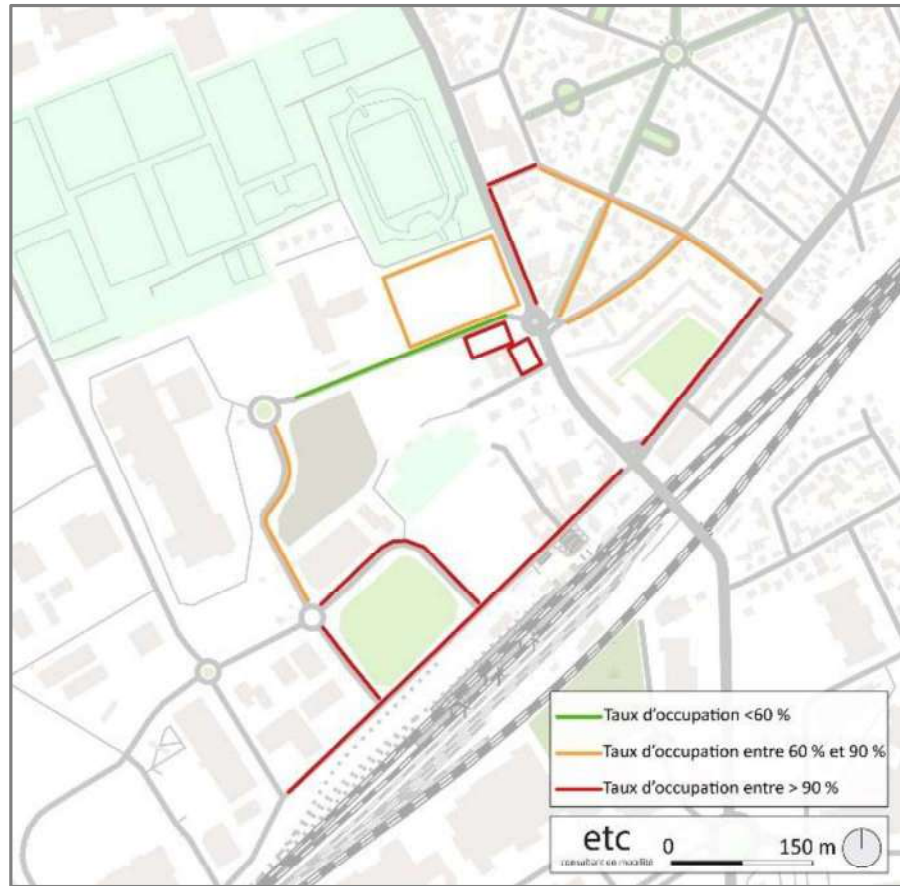 Taux d'occupation <60 %
Taux d'occupation entre 60 % et 90 %
Taux d'occupation entre > 90 %
etc
consultant en mobilité
0 150 m